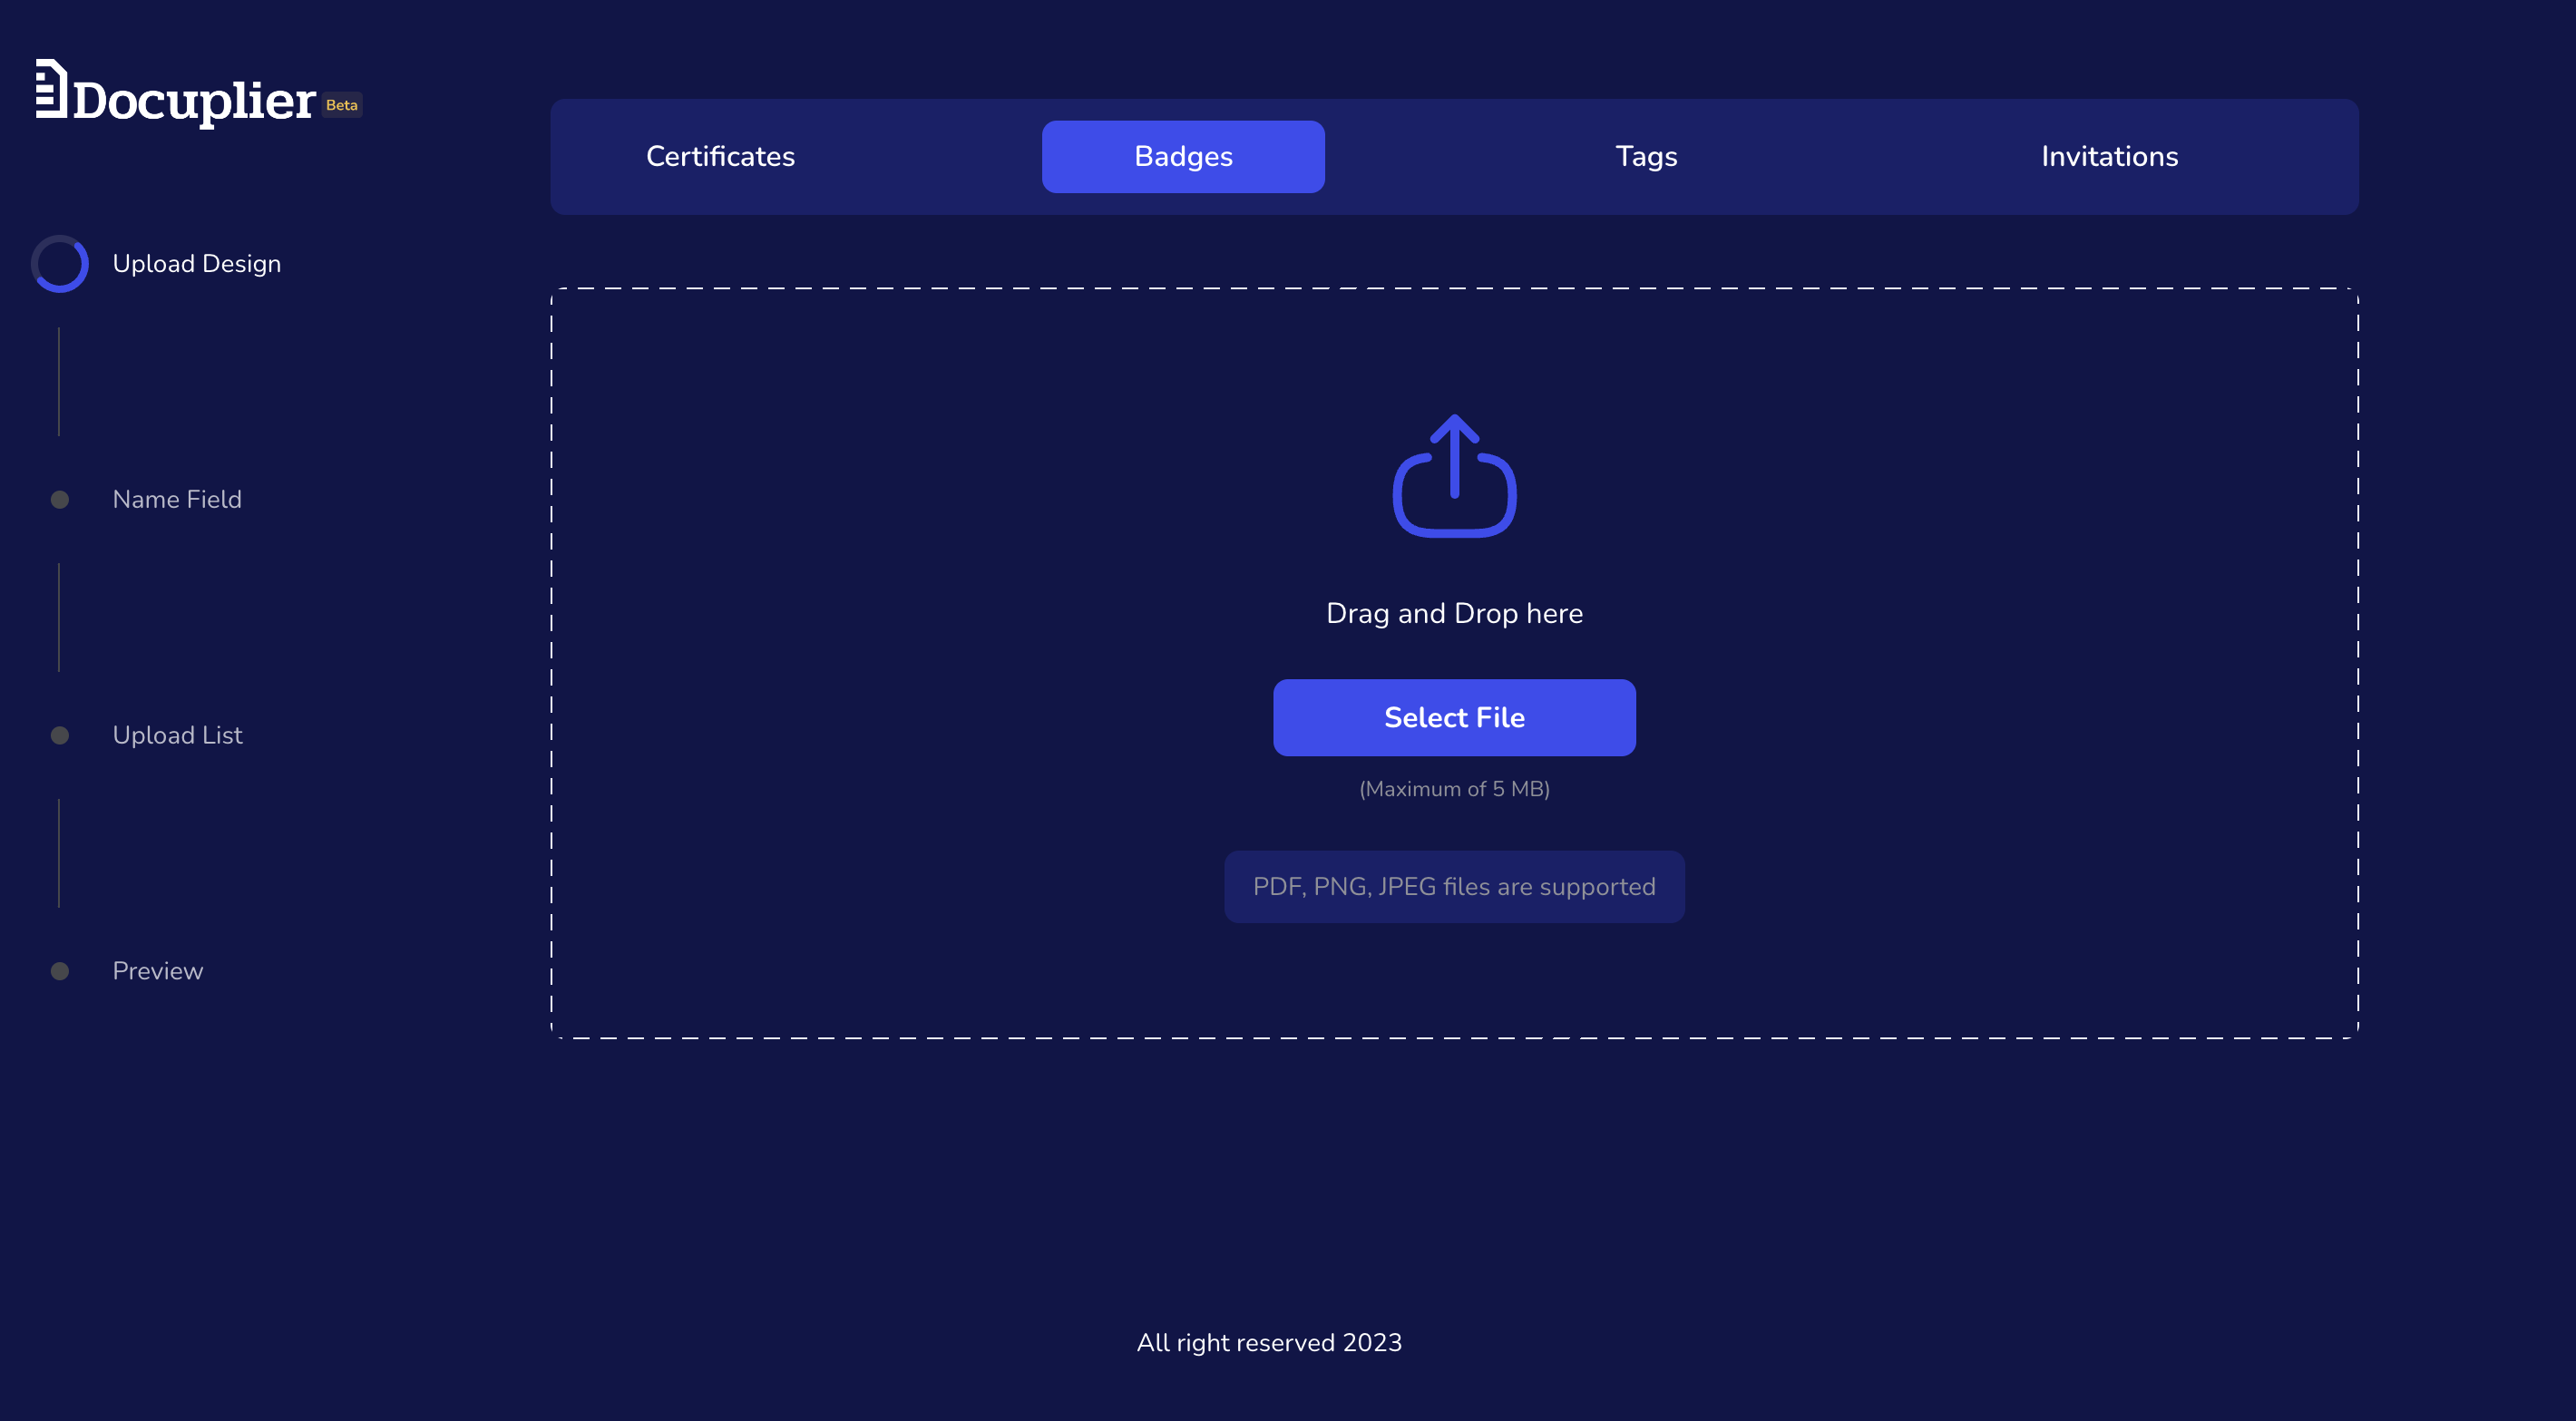 Docuplier Beta
Certificates
Badges
Tags
Invitations
Upload Design
Name Field
Upload List
Preview
Drag and Drop here
Select File
(Maximum of 5 MB)
PDF, PNG, JPEG files are supported
All right reserved 2023